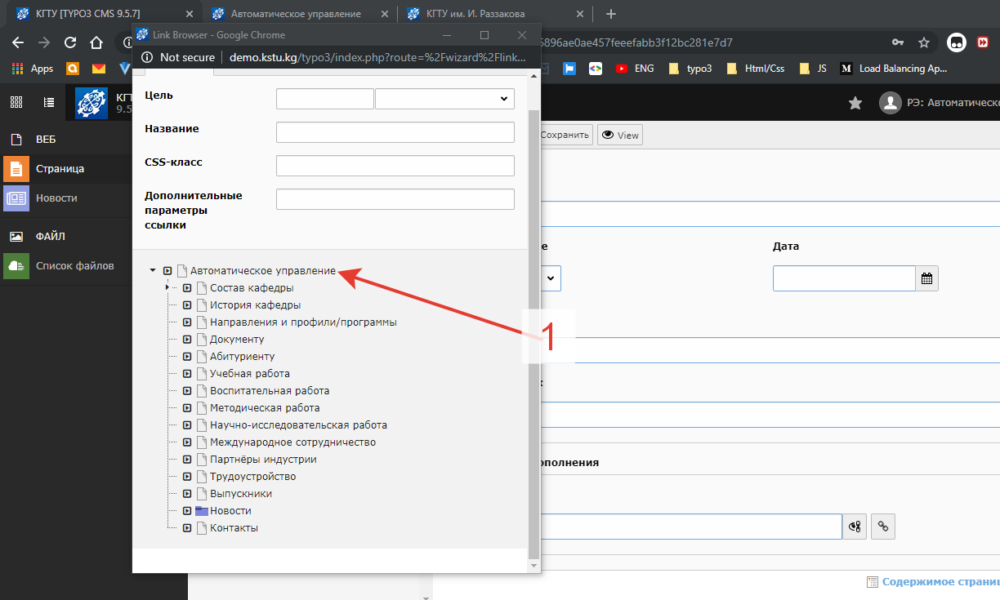 КГТУ [TYPO3 CMS 9.5.7]
Автоматическое управление
КГТУ им. И. Раззакова
Link Browser - Google Chrome
5896ae0ae457feeefabb3f12bc281e7d7
Not secure
demo.kstu.kg/typo3/index.php?route=%2Fwizard%2Flink...
Apps
ENG
typo3
Html/Css
JS
M
Load Balancing Ap...
КГ
9.5
РЭ: Автоматическо
ВЕБ
Страница
Новости
ФАЙЛ
Список файлов
Сохранить
View
Цель
Название
CSS-класс
Дополнительные
параметры
ссылки
е
Дата
Автоматическое управление
Состав кафедры
История кафедры
Направления и профили/программы
Документу
Абитуриенту
Учебная работа
Воспитательная работа
Методическая работа
Научно-исследовательская работа
Международное сотрудничество
Партнёры индустрии
Трудоустройство
Выпускники
Новости
Контакты
1
ополнения
Содержимое страниц